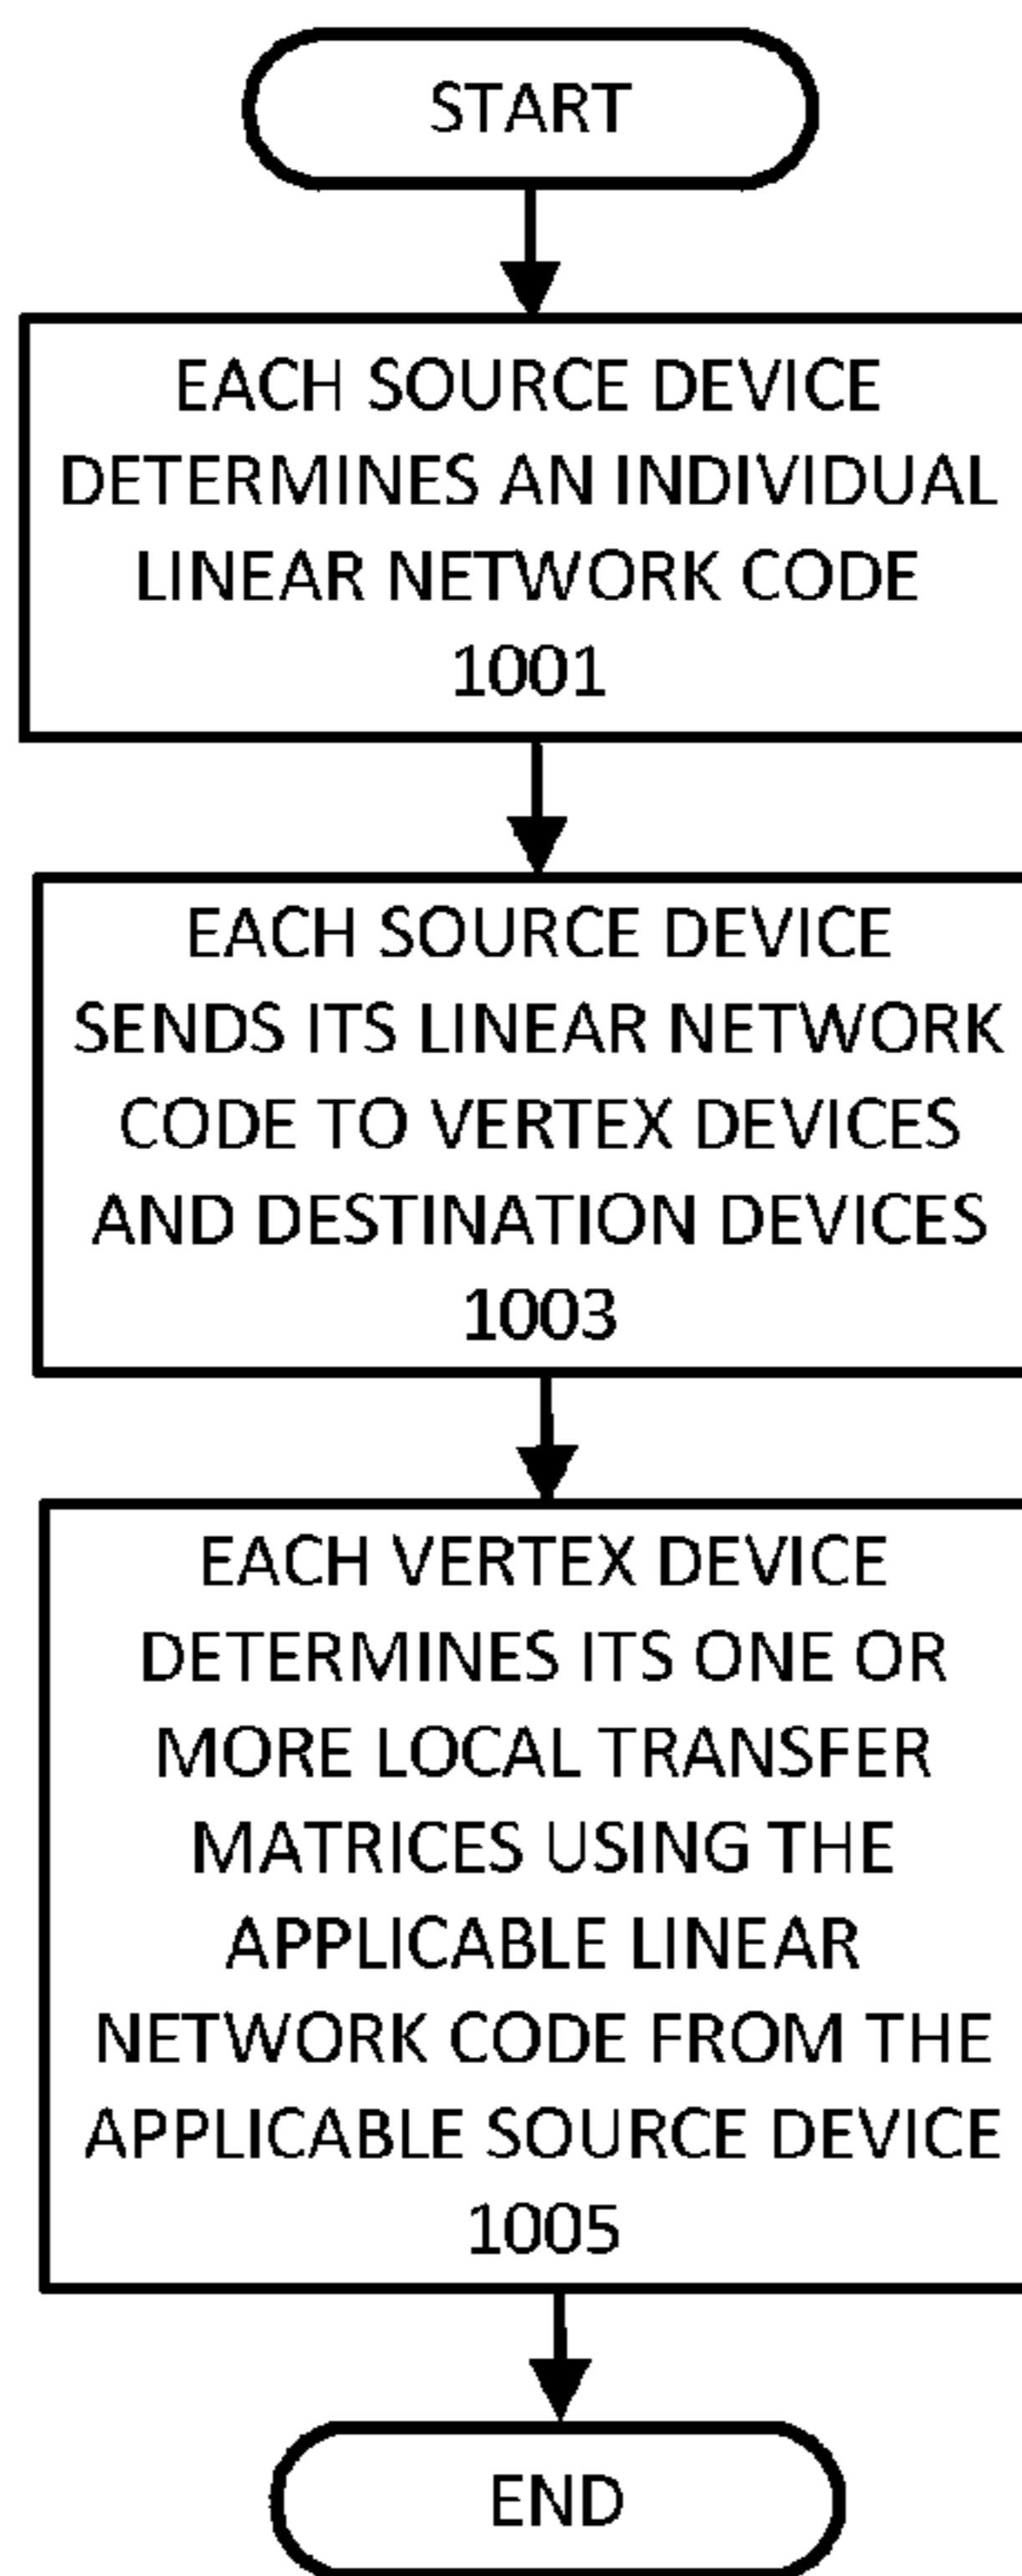 START
EACH SOURCE DEVICE
DETERMINES AN INDIVIDUAL
LINEAR NETWORK CODE
1001
EACH SOURCE DEVICE
SENDS ITS LINEAR NETWORK
CODE TO VERTEX DEVICES
AND DESTINATION DEVICES
1003
EACH VERTEX DEVICE
DETERMINES ITS ONE OR
MORE LOCAL TRANSFER
MATRICES USING THE
APPLICABLE LINEAR
NETWORK CODE FROM THE
APPLICABLE SOURCE DEVICE
1005
END